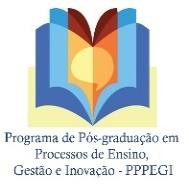 Programa de Pós-graduação em
Processos de Ensino,
Gestão e Inovação - PPPEGI